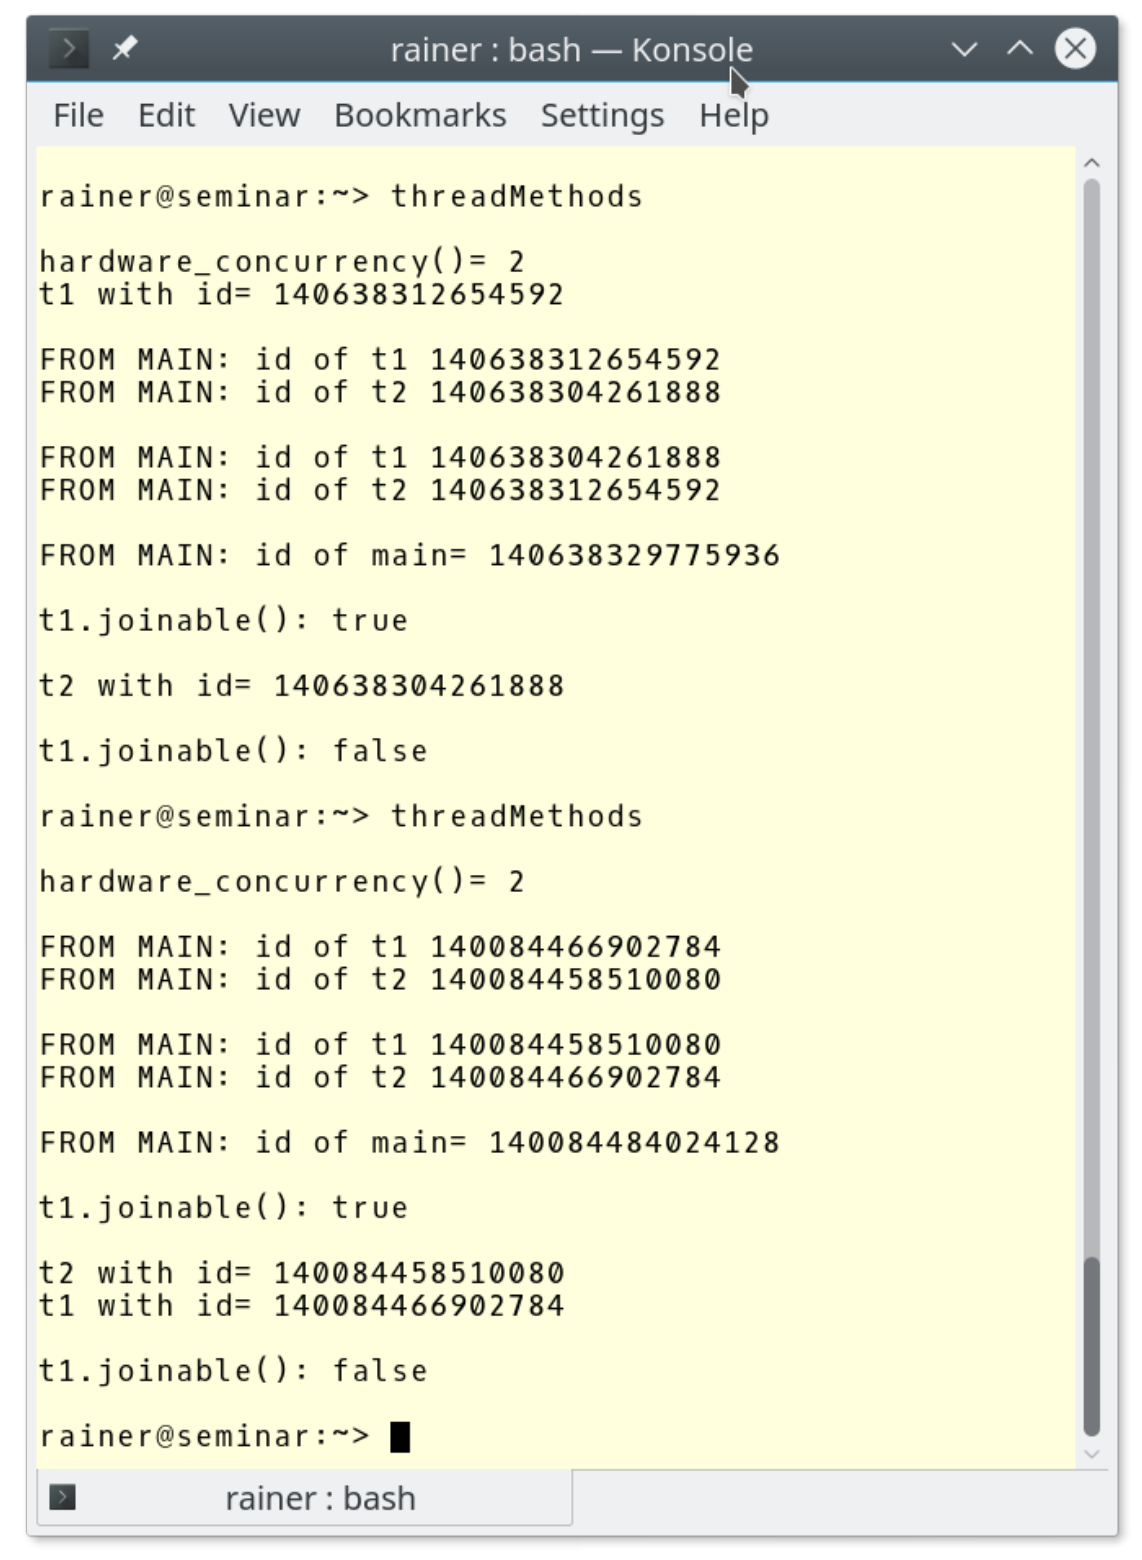 rainer : bash — Konsole
File Edit View Bookmarks Settings Help
rainer@seminar:~> threadMethods
hardware_concurrency()= 2
t1 with id= 140638312654592
FROM MAIN: id of t1 140638312654592
FROM MAIN: id of t2 140638304261888
FROM MAIN: id of t1 140638304261888
FROM MAIN: id of t2 140638312654592
FROM MAIN: id of main= 140638329775936
t1.joinable(): true
t2 with id= 140638304261888
t1.joinable(): false
rainer@seminar:~> threadMethods
hardware_concurrency()= 2
FROM MAIN: id of t1 140084466902784
FROM MAIN: id of t2 140084458510080
FROM MAIN: id of t1 140084458510080
FROM MAIN: id of t2 140084466902784
FROM MAIN: id of main= 140084484024128
t1.joinable(): true
t2 with id= 140084458510080
t1 with id= 140084466902784
t1.joinable(): false
rainer@seminar:~>
rainer : bash